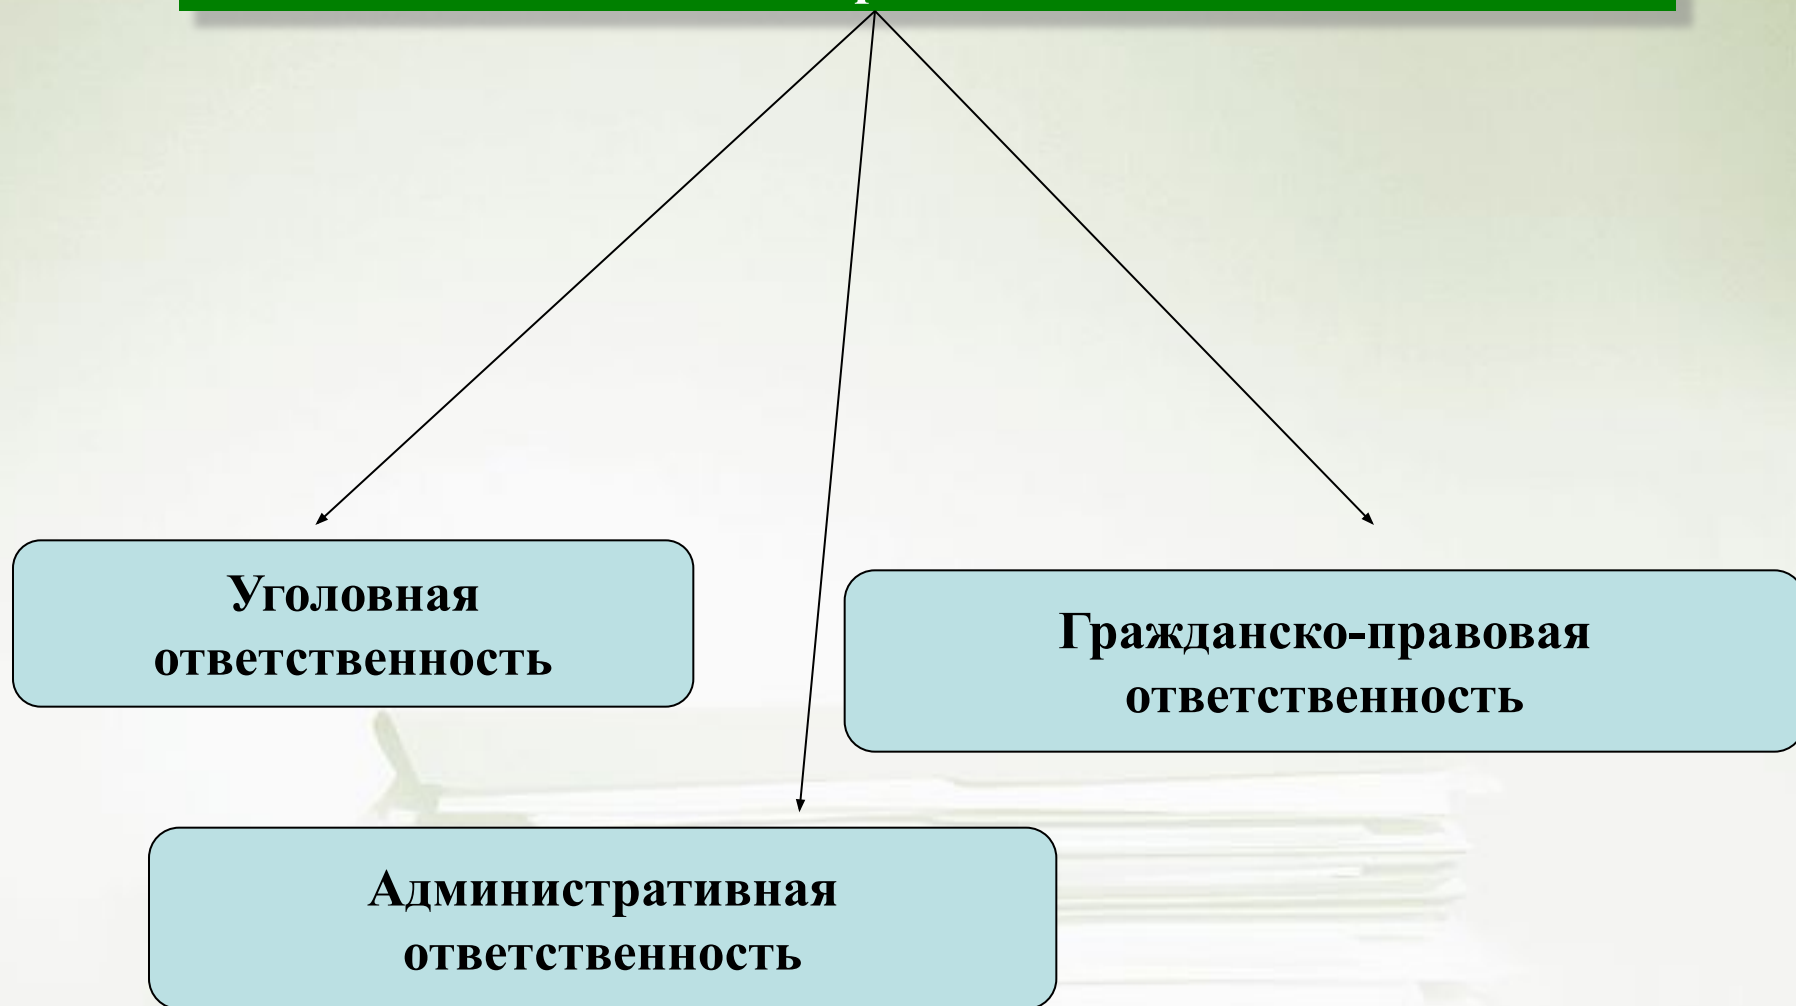 Уголовная
ответственность
Гражданско-правовая
ответственность
Административная
ответственность